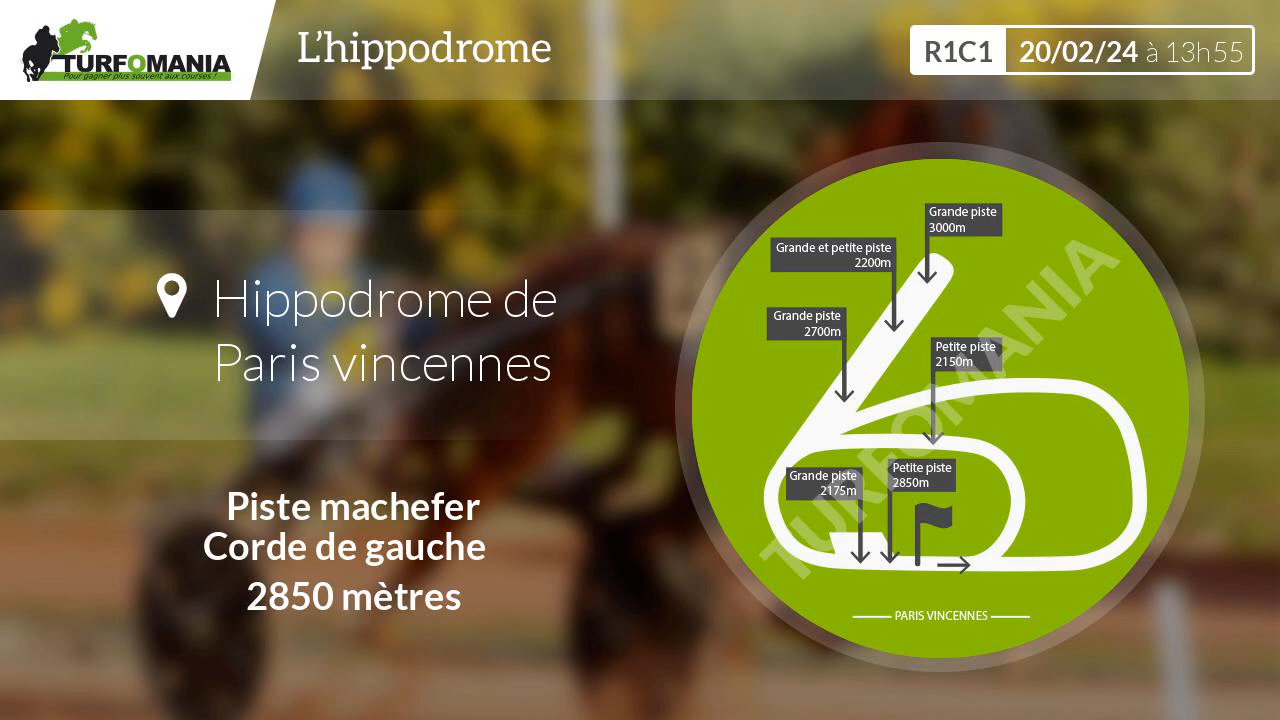 TURFOMANIA
Pour gagner plus souvent aux courses !
L'hippodrome
R1C1 20/02/24 à 13h55
Hippodrome de
Paris vincennes
Piste machefer
Corde de gauche
2850 mètres
Grande piste
3000m
Grande et petite piste
2200m
Grande piste
2700m
Petite piste
2150m
Grande piste
2175m
Petite piste
2850m
TURFOMANIA
PARIS VINCENNES